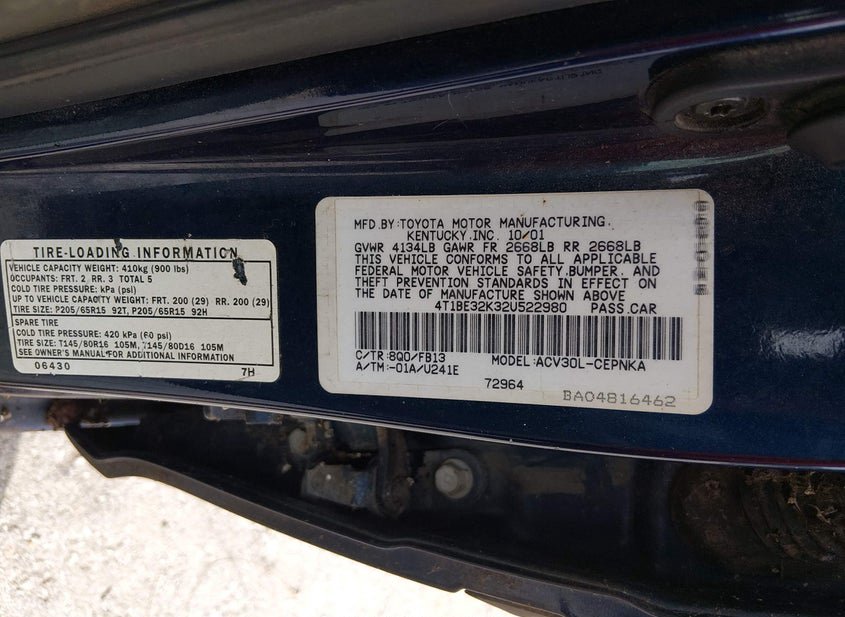 TIRE-LOADING INFORMATION
VEHICLE CAPACITY WEIGHT: 410kg (900 lbs)
OCCUPANTS: FRT. 2 RR. 3 TOTAL 5
COLD TIRE PRESSURE: kPa (psi)
UP TO VEHICLE CAPACITY WEIGHT: FRT. 200 (29) RR. 200 (29)
TIRE SIZE: P205/65R15 92T, P205/65R15 92H
SPARE TIRE
COLD TIRE PRESSURE: 420 kPa (60 psi)
TIRE SIZE: T145/80R16 105M, T145/80D16 105M
SEE OWNER'S MANUAL FOR ADDITIONAL INFORMATION
06430 7H
MFD. BY: TOYOTA MOTOR MANUFACTURING.
KENTUCKY.INC. 10/01
GVWR 4134LB GAWR FR 2668LB RR 2668LB
THIS VEHICLE CONFORMS TO ALL APPLICABLE
FEDERAL MOTOR VEHICLE SAFETY,BUMPER, AND
THEFT PREVENTION STANDARDS IN EFFECT ON
THE DATE OF MANUFACTURE SHOWN ABOVE
4T1BE32K32U522980 PASS.CAR
C/TR:8Q0/FB13 MODEL:ACV30L-CEPNKA
A/TM:-01A/U241E
72964
BA04816462